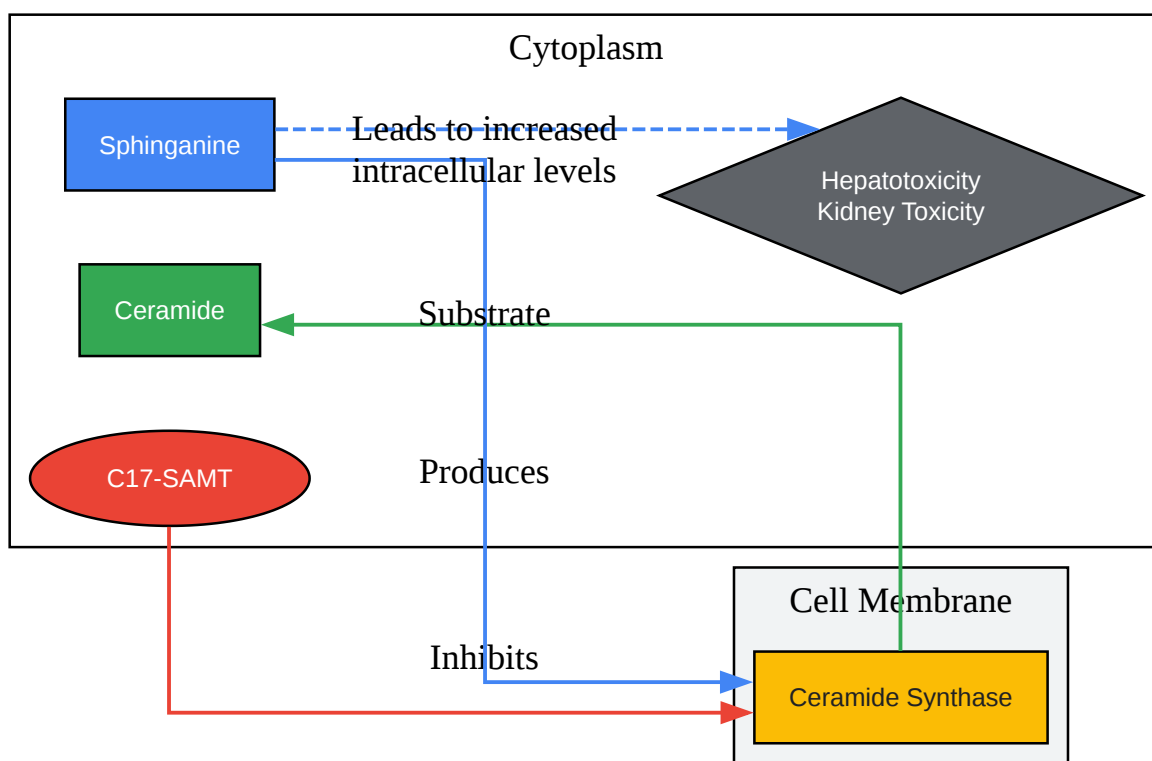 Cytoplasm
Sphinganine
Leads to increased
intracellular levels
Hepatotoxicity
Kidney Toxicity
Ceramide
Substrate
C17-SAMT
Produces
Cell Membrane
Inhibits
Ceramide Synthase